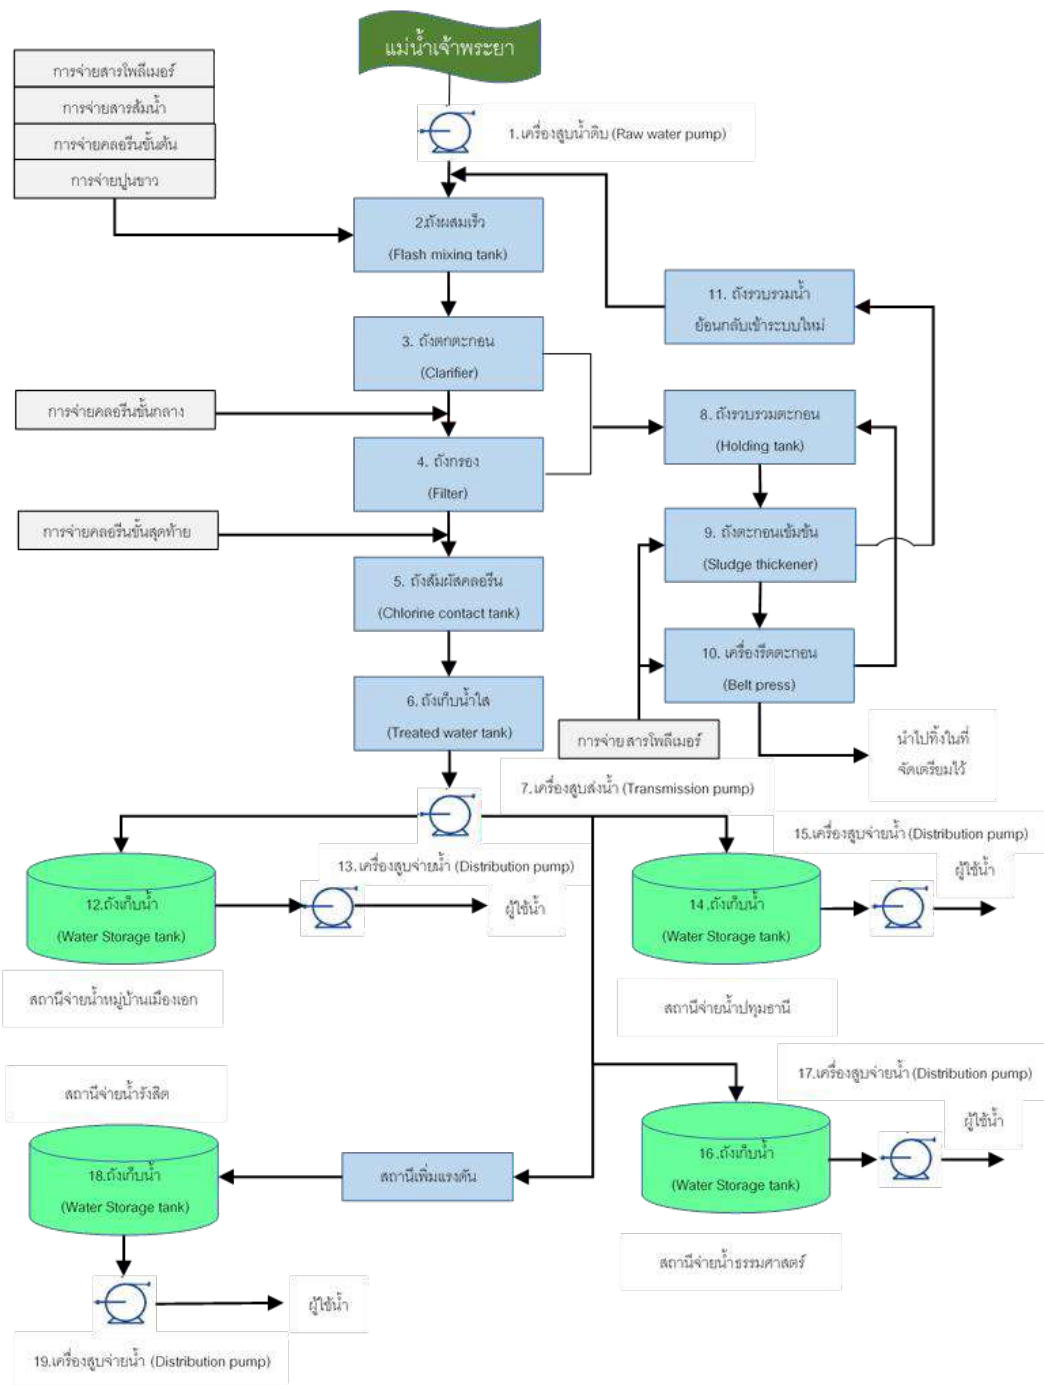 แม่น้ำเจ้าพระยา
การจ่ายสารโพลีเมอร์
การจ่ายสารส้มน้ำ
การจ่ายคลอรีนขั้นต้น
การจ่ายปูนขาว
1.เครื่องสูบน้ำดิบ (Raw water pump)
2.ถังผสมเร็ว
(Flash mixing tank)
11. ถังรวบรวมน้ำ
ย้อนกลับเข้าระบบใหม่
3. ถังตกตะกอน
(Clarifier)
การจ่ายคลอรีนขั้นกลาง
8. ถังรวบรวมตะกอน
(Holding tank)
4. ถังกรอง
(Filter)
การจ่ายคลอรีนขั้นสุดท้าย
9. ถังตะกอนเข้มข้น
(Sludge thickener)
5. ถังสัมผัสคลอรีน
(Chlorine contact tank)
10. เครื่องรีดตะกอน
(Belt press)
6. ถังเก็บน้ำใส
(Treated water tank)
การจ่ายสารโพลีเมอร์
นำไปทิ้งในที่
จัดเตรียมไว้
7.เครื่องสูบส่งน้ำ (Transmission pump)
13.เครื่องสูบจ่ายน้ำ (Distribution pump)
15.เครื่องสูบจ่ายน้ำ (Distribution pump)
ผู้ใช้น้ำ
12.ถังเก็บน้ำ
(Water Storage tank)
ผู้ใช้น้ำ
14.ถังเก็บน้ำ
(Water Storage tank)
สถานีจ่ายน้ำหมู่บ้านเมืองเอก
สถานีจ่ายน้ำปทุมธานี
สถานีจ่ายน้ำรังสิต
17.เครื่องสูบจ่ายน้ำ (Distribution pump)
ผู้ใช้น้ำ
18.ถังเก็บน้ำ
(Water Storage tank)
สถานีเพิ่มแรงดัน
16.ถังเก็บน้ำ
(Water Storage tank)
สถานีจ่ายน้ำธรรมศาสตร์
ผู้ใช้น้ำ
19.เครื่องสูบจ่ายน้ำ (Distribution pump)